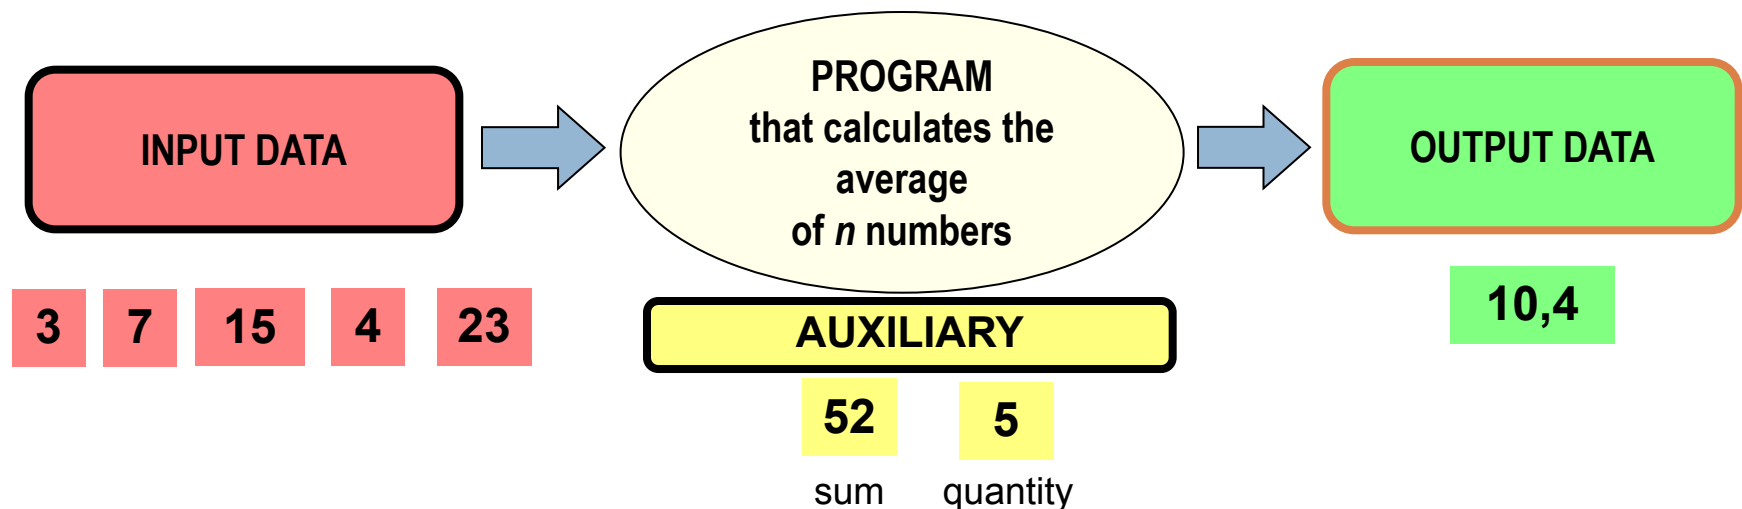 INPUT DATA
PROGRAM
that calculates the
average
of n numbers
OUTPUT DATA
3 7 15 4 23
AUXILIARY
52 5
sum quantity
10,4